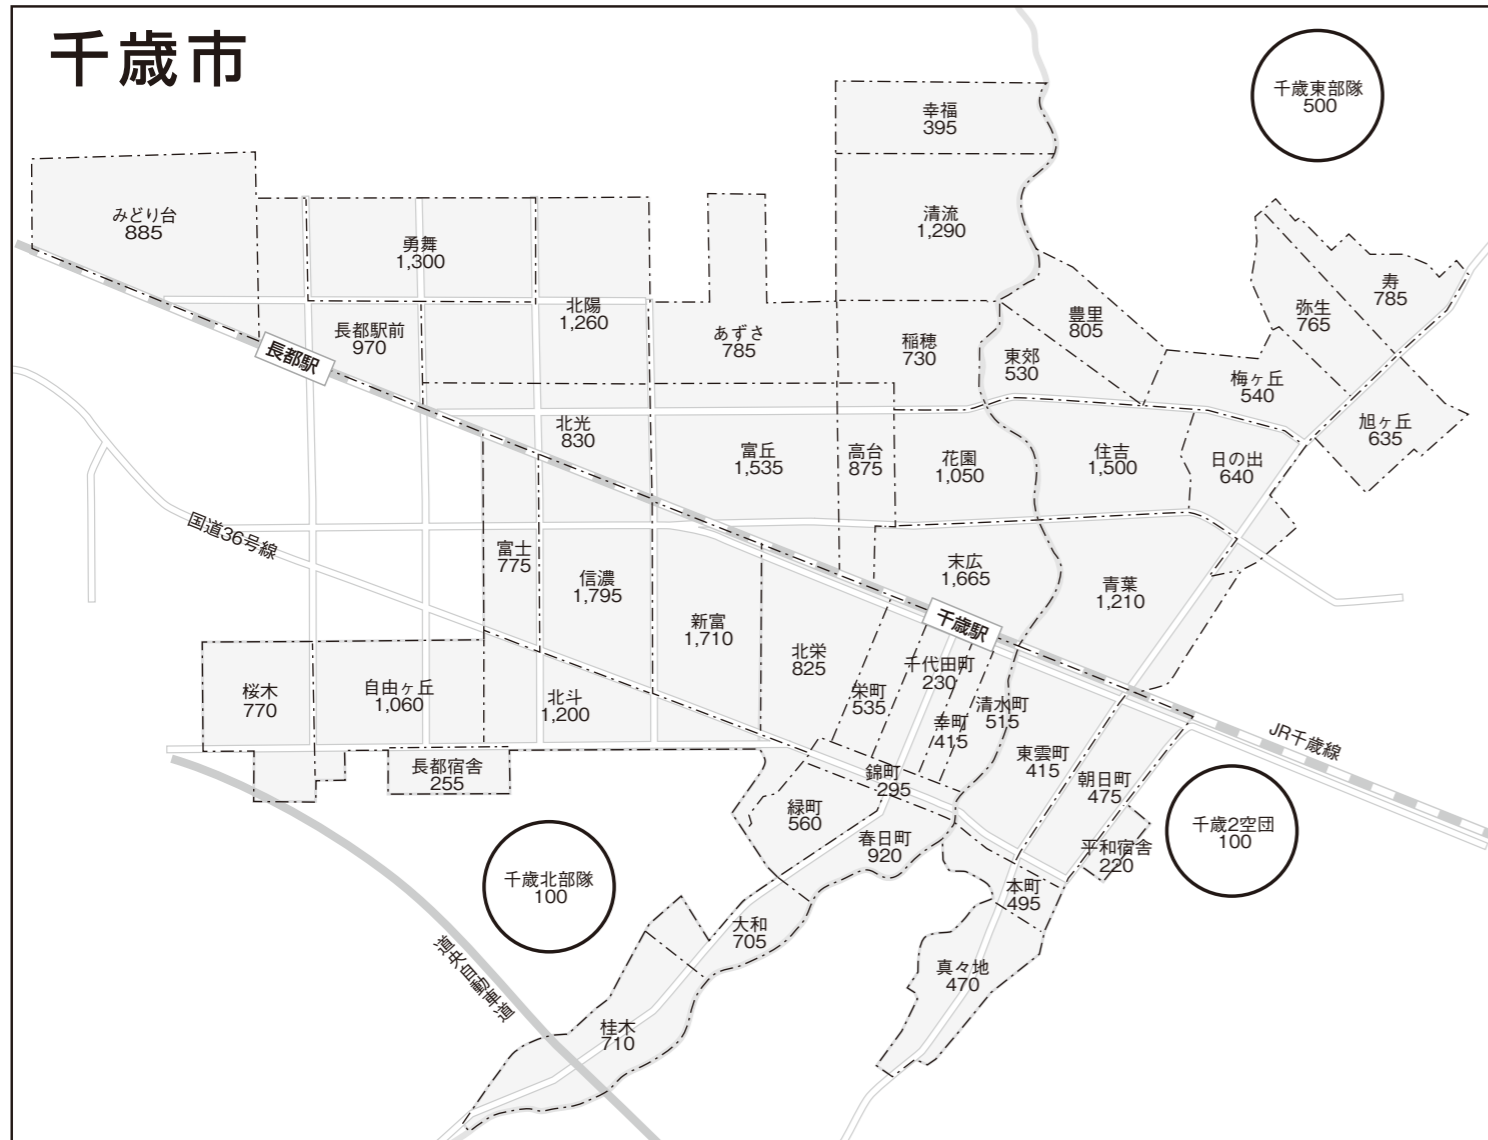 千歳市
千歳東部隊
500
幸福
395
みどり台
885
清流
1,290
勇舞
1,300
寿
785
弥生
765
北陽
1,260
豊里
805
長都駅前
970
あずさ
785
稲穂
730
東郊
530
長都駅
梅ヶ丘
540
旭ヶ丘
635
北光
830
富丘
1,535
高台
875
花園
1,050
住吉
1,500
日の出
640
国道36号線
富士
775
信濃
1,795
末広
1,665
青葉
1,210
新富
1,710
千歳駅
北栄
825
千代田町
230
桜木
770
自由ヶ丘
1,060
北斗
1,200
栄町
535
清水町
515
幸町
415
東雲町
415
JR千歳線
長都宿舎
255
錦町
295
朝日町
475
緑町
560
春日町
920
千歳2空団
100
平和宿舎
220
千歳北部隊
100
本町
495
大和
705
道央自動車道
真々地
470
桂木
710